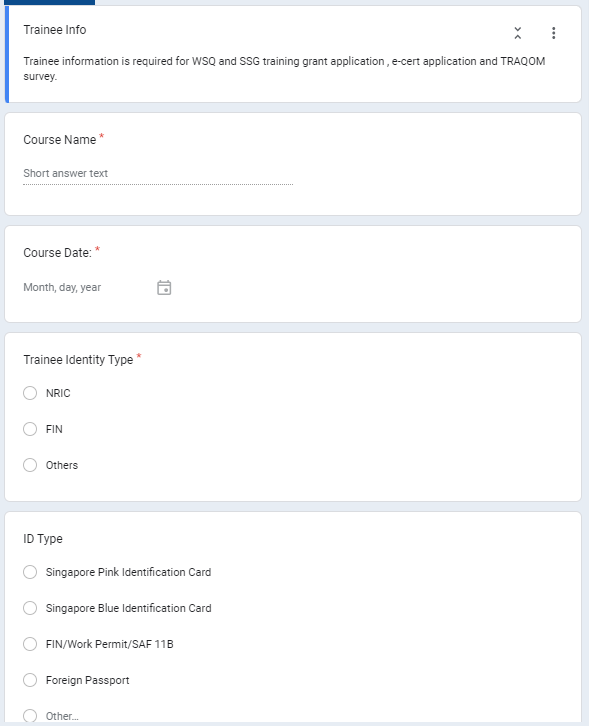 Trainee Info
Trainee information is required for WSQ and SSG training grant application , e-cert application and TRAQOM
survey.
Course Name *
Short answer text
Course Date: *
Month, day, year
Trainee Identity Type *
NRIC
FIN
Others
ID Type
Singapore Pink Identification Card
Singapore Blue Identification Card
FIN/Work Permit/SAF 11B
Foreign Passport
Other...